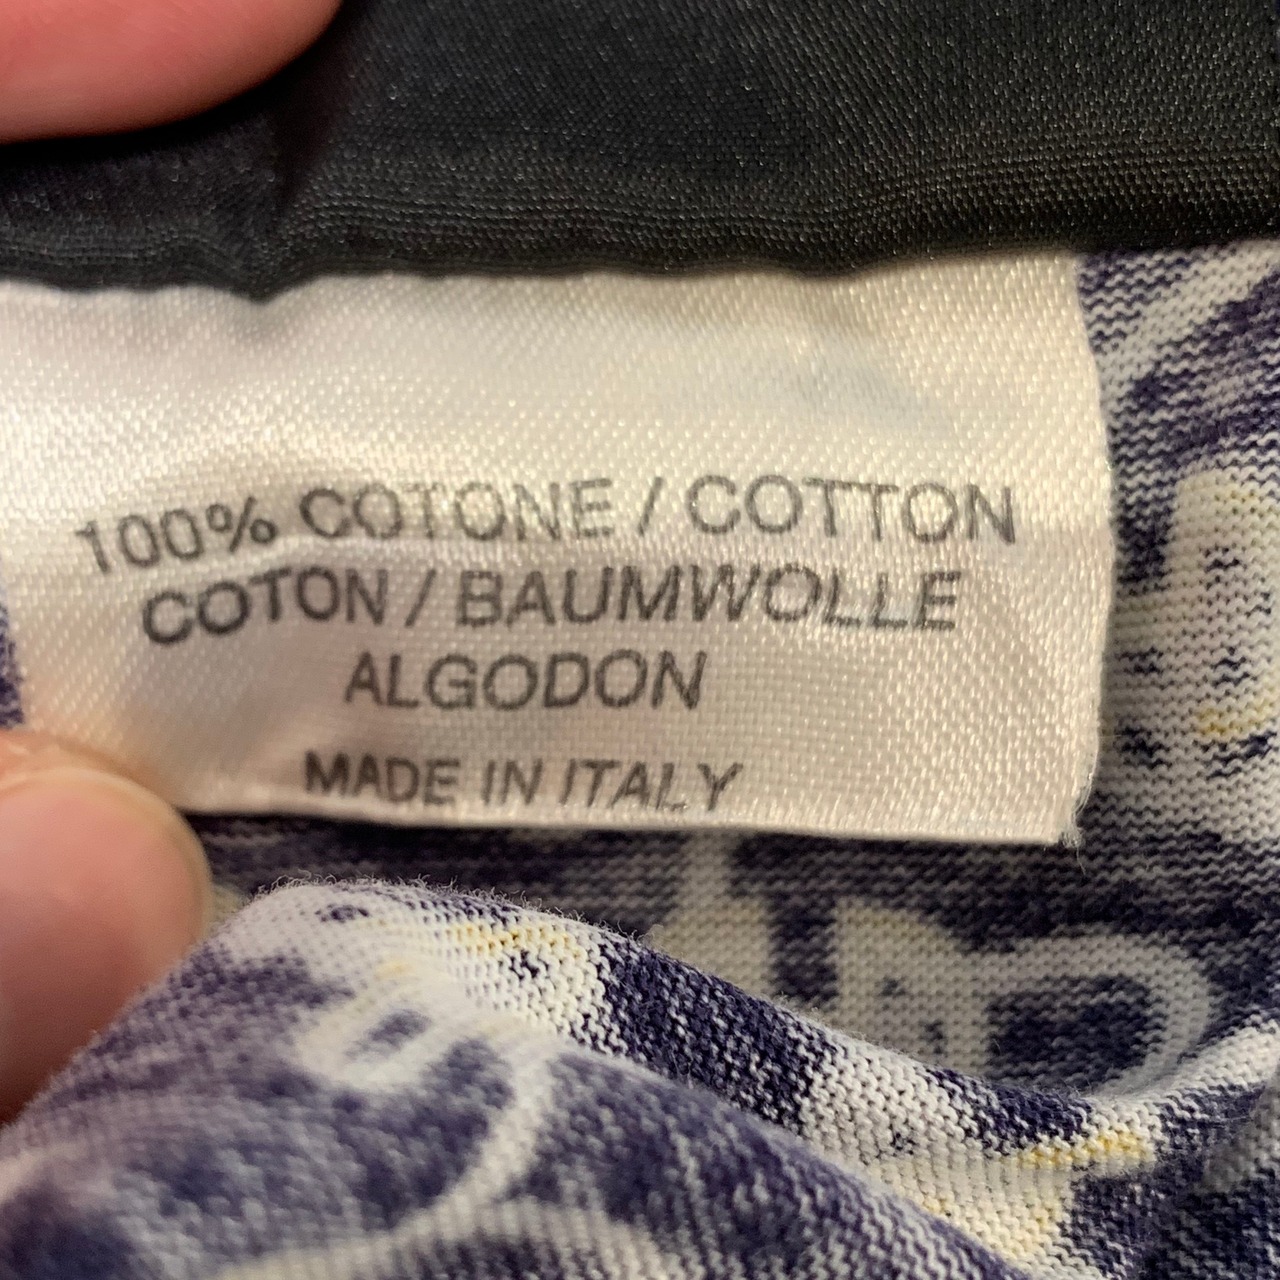 100% COTONE / COTTON
COTON / BAUMWOLLE
ALGODON
MADE IN ITALY